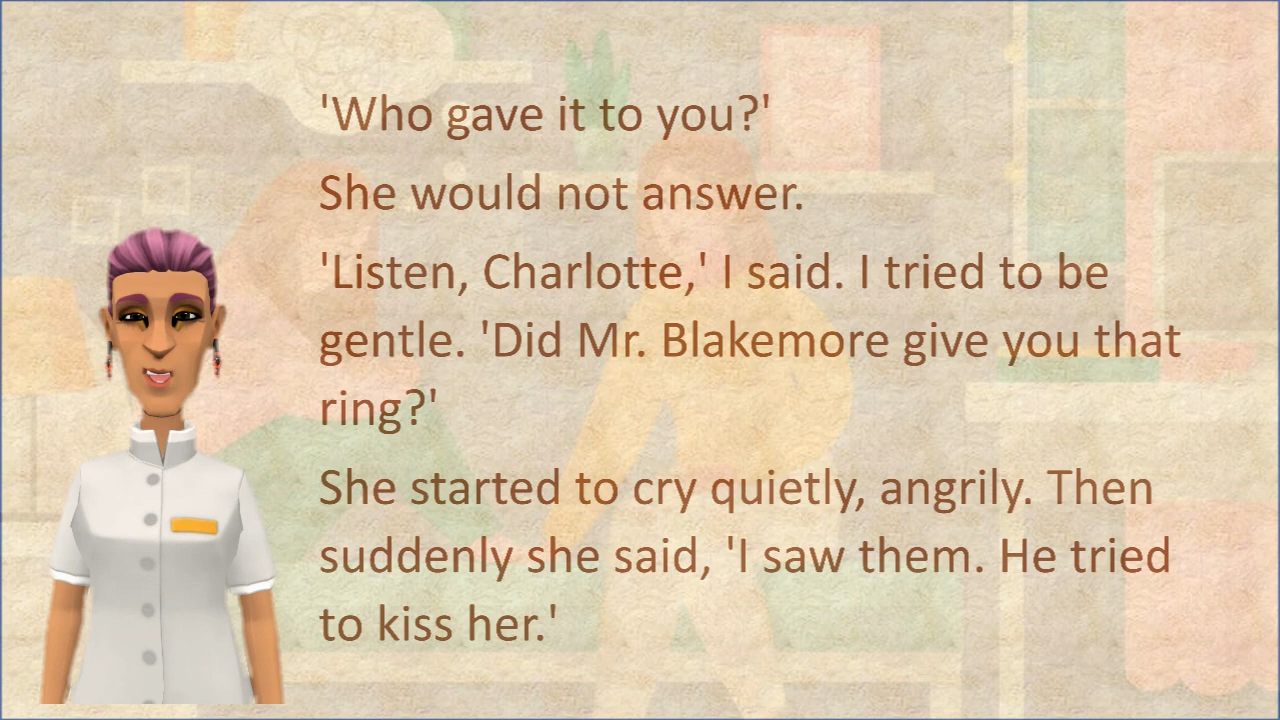 'Who gave it to you?'
She would not answer.
'Listen, Charlotte,' I said. I tried to be
gentle. 'Did Mr. Blakemore give you that
ring?'
She started to cry quietly, angrily. Then
suddenly she said, 'I saw them. He tried
to kiss her.'